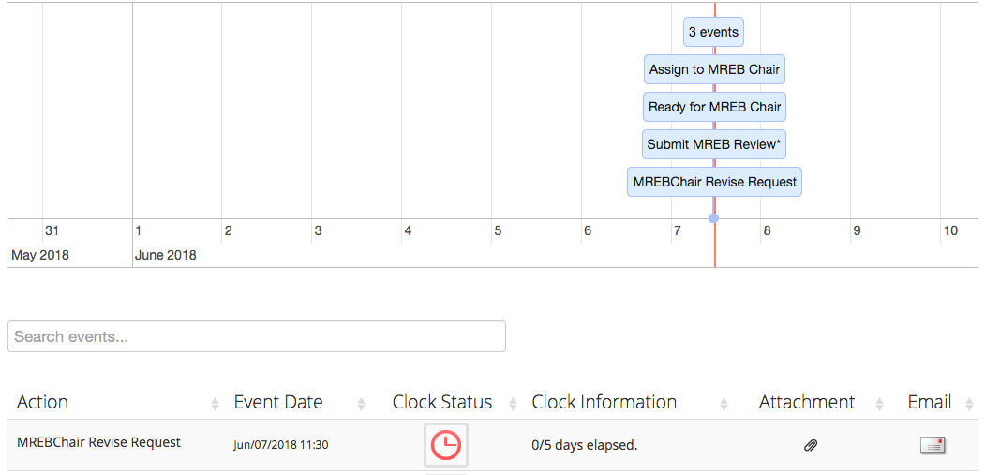 3 events
Assign to MREB Chair
Ready for MREB Chair
Submit MREB Review*
MREBChair Revise Request
31 1 2 3 4 5 6 7 8 9 10
May 2018 June 2018
Search events...
Action Event Date Clock Status Clock Information Attachment Email
MREBChair Revise Request Jun/07/2018 11:30 0/5 days elapsed.